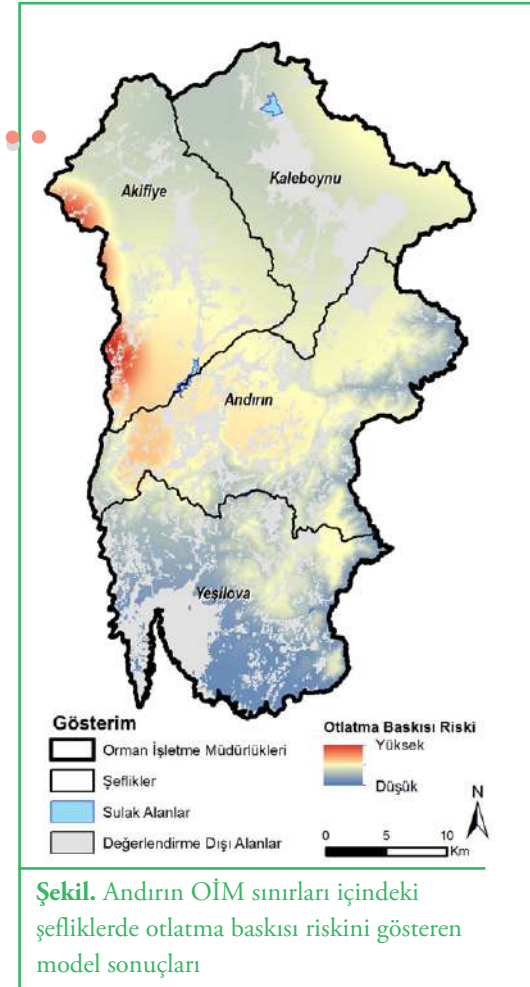 Akifiye
Kaleboynu
Andırın
Yeşilova
Gösterim
Orman İşletme Müdürlükleri
Şeflikler
Sulak Alanlar
Değerlendirme Dışı Alanlar
Otlatma Baskısı Riski
Yüksek
Düşük
N
0 5 10
Km
Şekil. Andırın OİM sınırları içindeki
şefliklerde otlatma baskısı riskini gösteren
model sonuçları